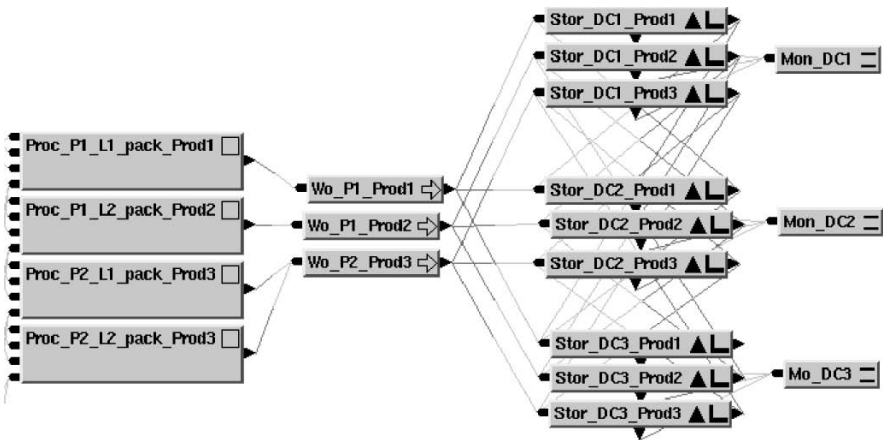 Proc_P1_L1_pack_Prod1
Proc_P1_L2_pack_Prod2
Proc_P2_L1_pack_Prod3
Proc_P2_L2_pack_Prod3
Wo_P1_Prod1
Wo_P1_Prod2
Wo_P2_Prod3
Stor_DC1_Prod1
Stor_DC1_Prod2
Stor_DC1_Prod3
Stor_DC2_Prod1
Stor_DC2_Prod2
Stor_DC2_Prod3
Stor_DC3_Prod1
Stor_DC3_Prod2
Stor_DC3_Prod3
Mon_DC1
Mon_DC2
Mo_DC3